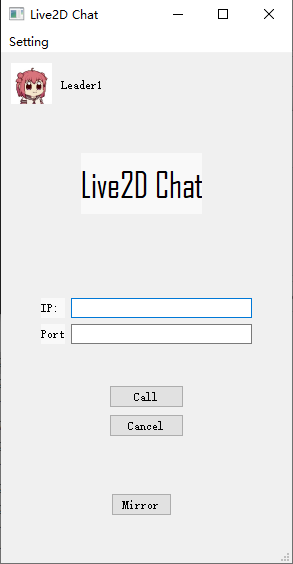 Live2D Chat
Setting
Leader1
Live2D Chat
IP:
Port
Call
Cancel
Mirror